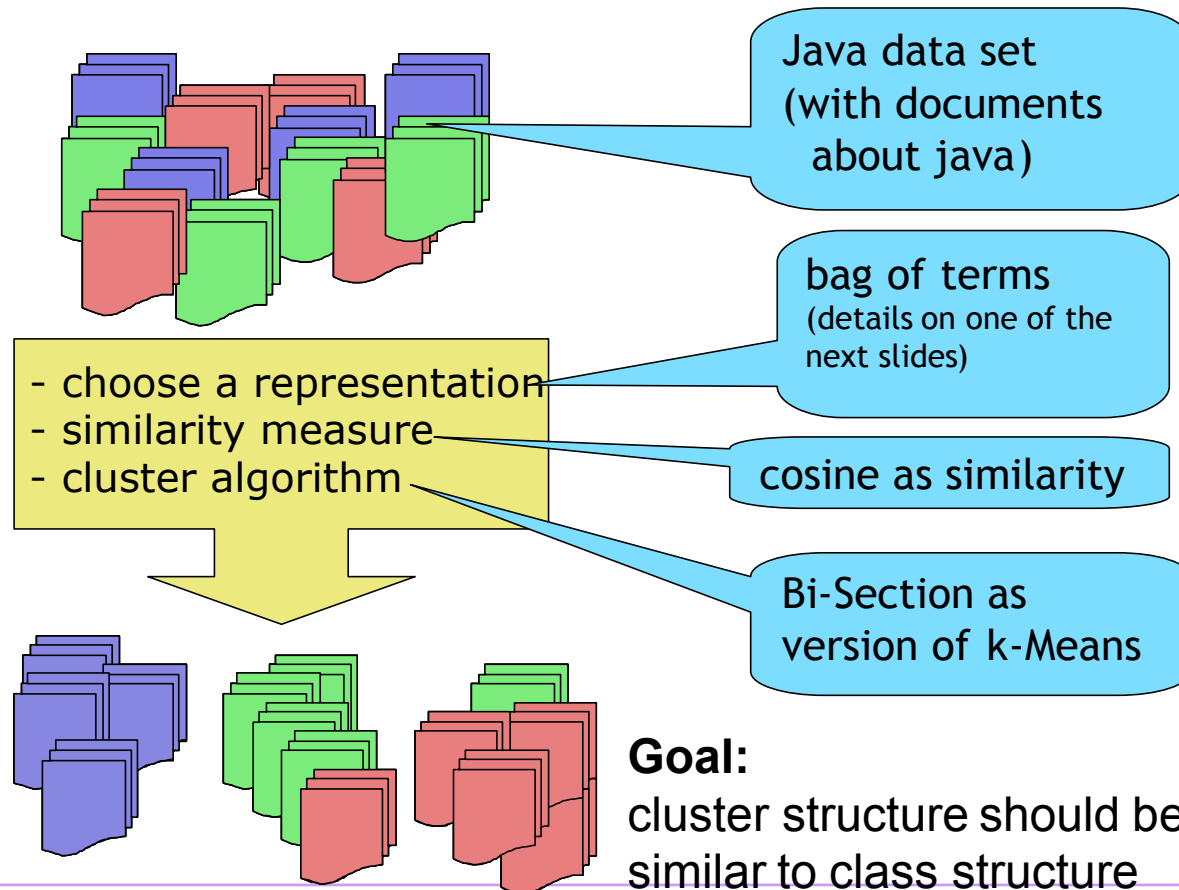 Java data set
(with documents
about java)
bag of terms
(details on one of the
next slides)
- choose a representation
- similarity measure
- cluster algorithm
cosine as similarity
Bi-Section as
version of k-Means
Goal:
cluster structure should be
similar to class structure